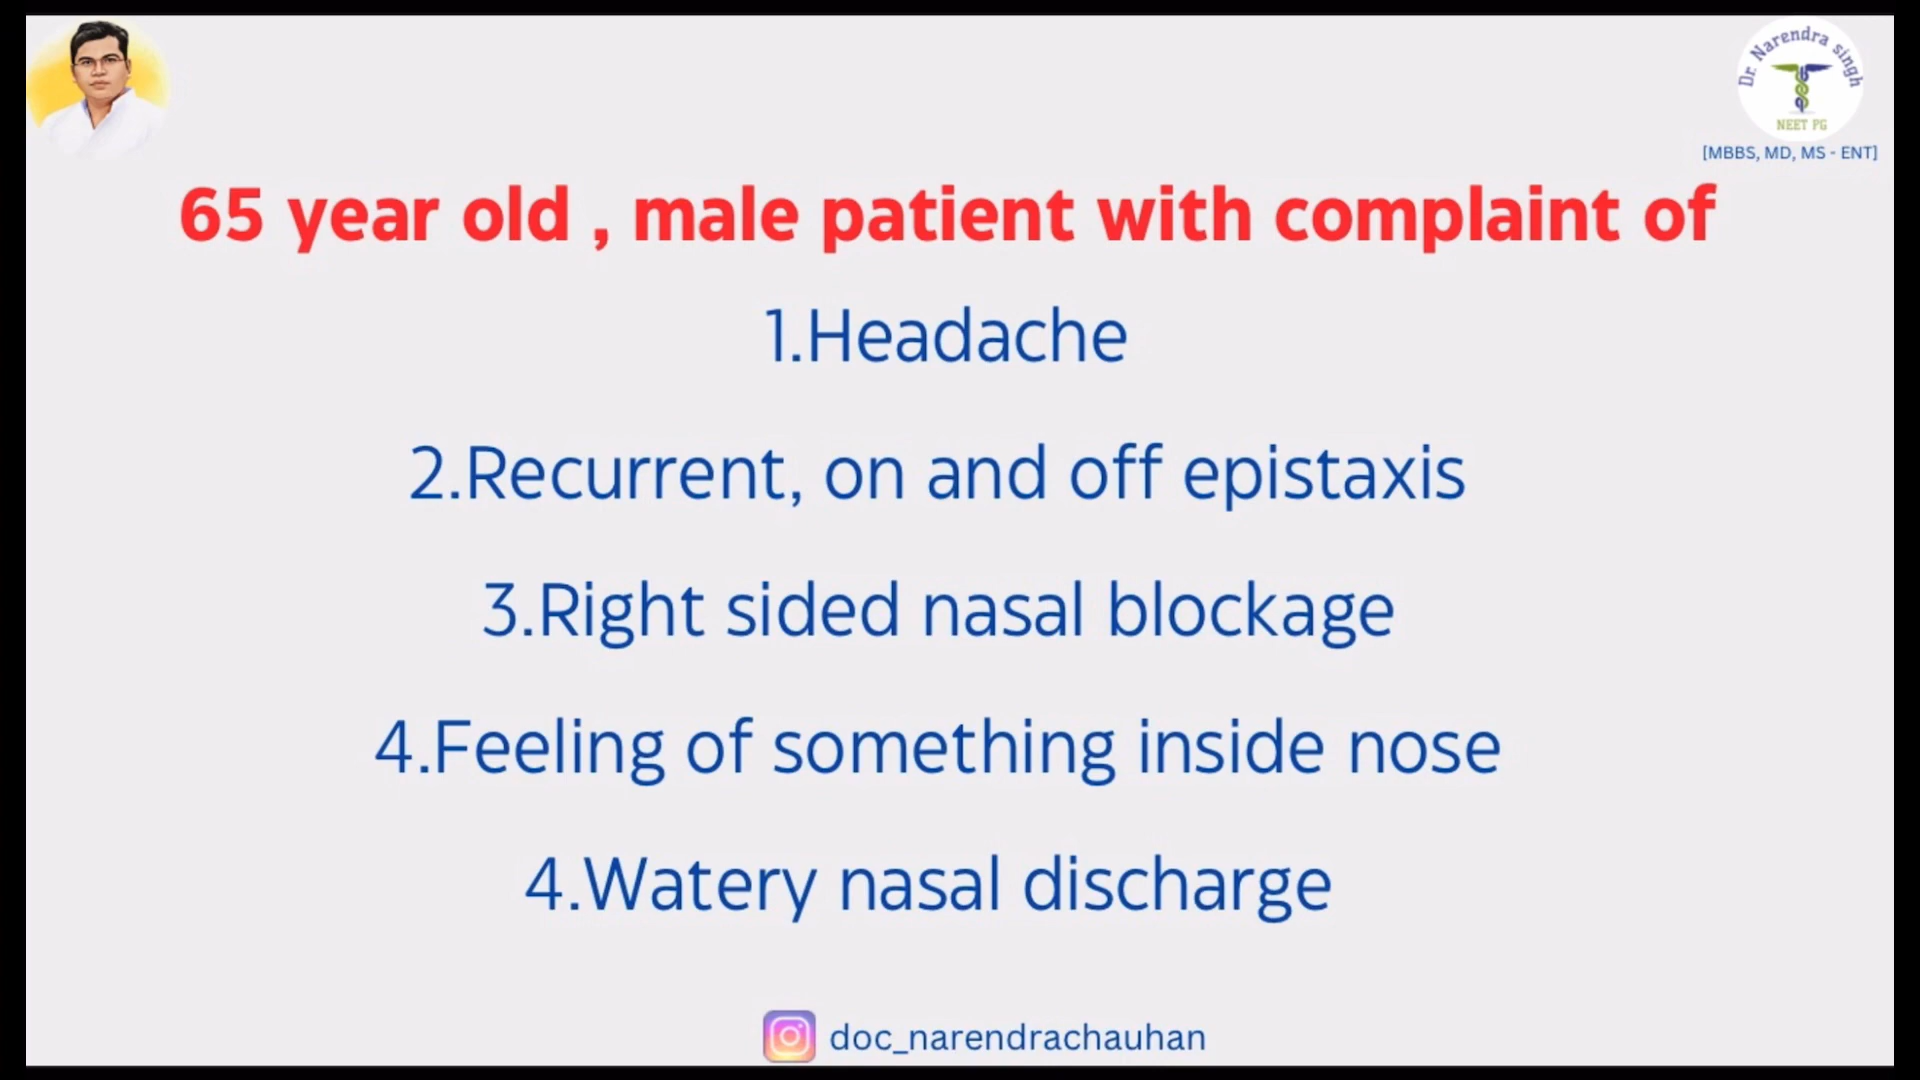 Dr. Narendra singh
NEET PG
[MBBS, MD, MS - ENT]
65 year old , male patient with complaint of
1.Headache
2.Recurrent, on and off epistaxis
3.Right sided nasal blockage
4.Feeling of something inside nose
4.Watery nasal discharge
doc_narendrachauhan